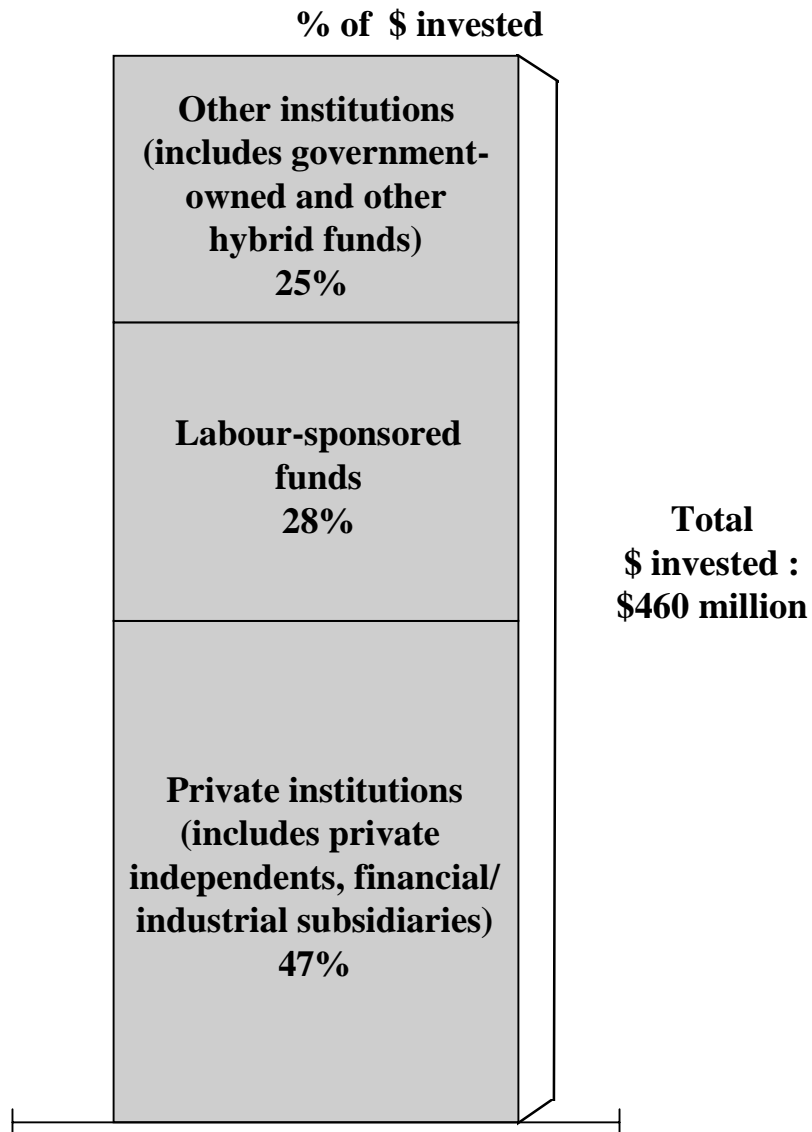 % of $ invested
Other institutions
(includes government-
owned and other
hybrid funds)
25%
Labour-sponsored
funds
28%
Total
$ invested :
$460 million
Private institutions
(includes private
independents, financial/
industrial subsidiaries)
47%